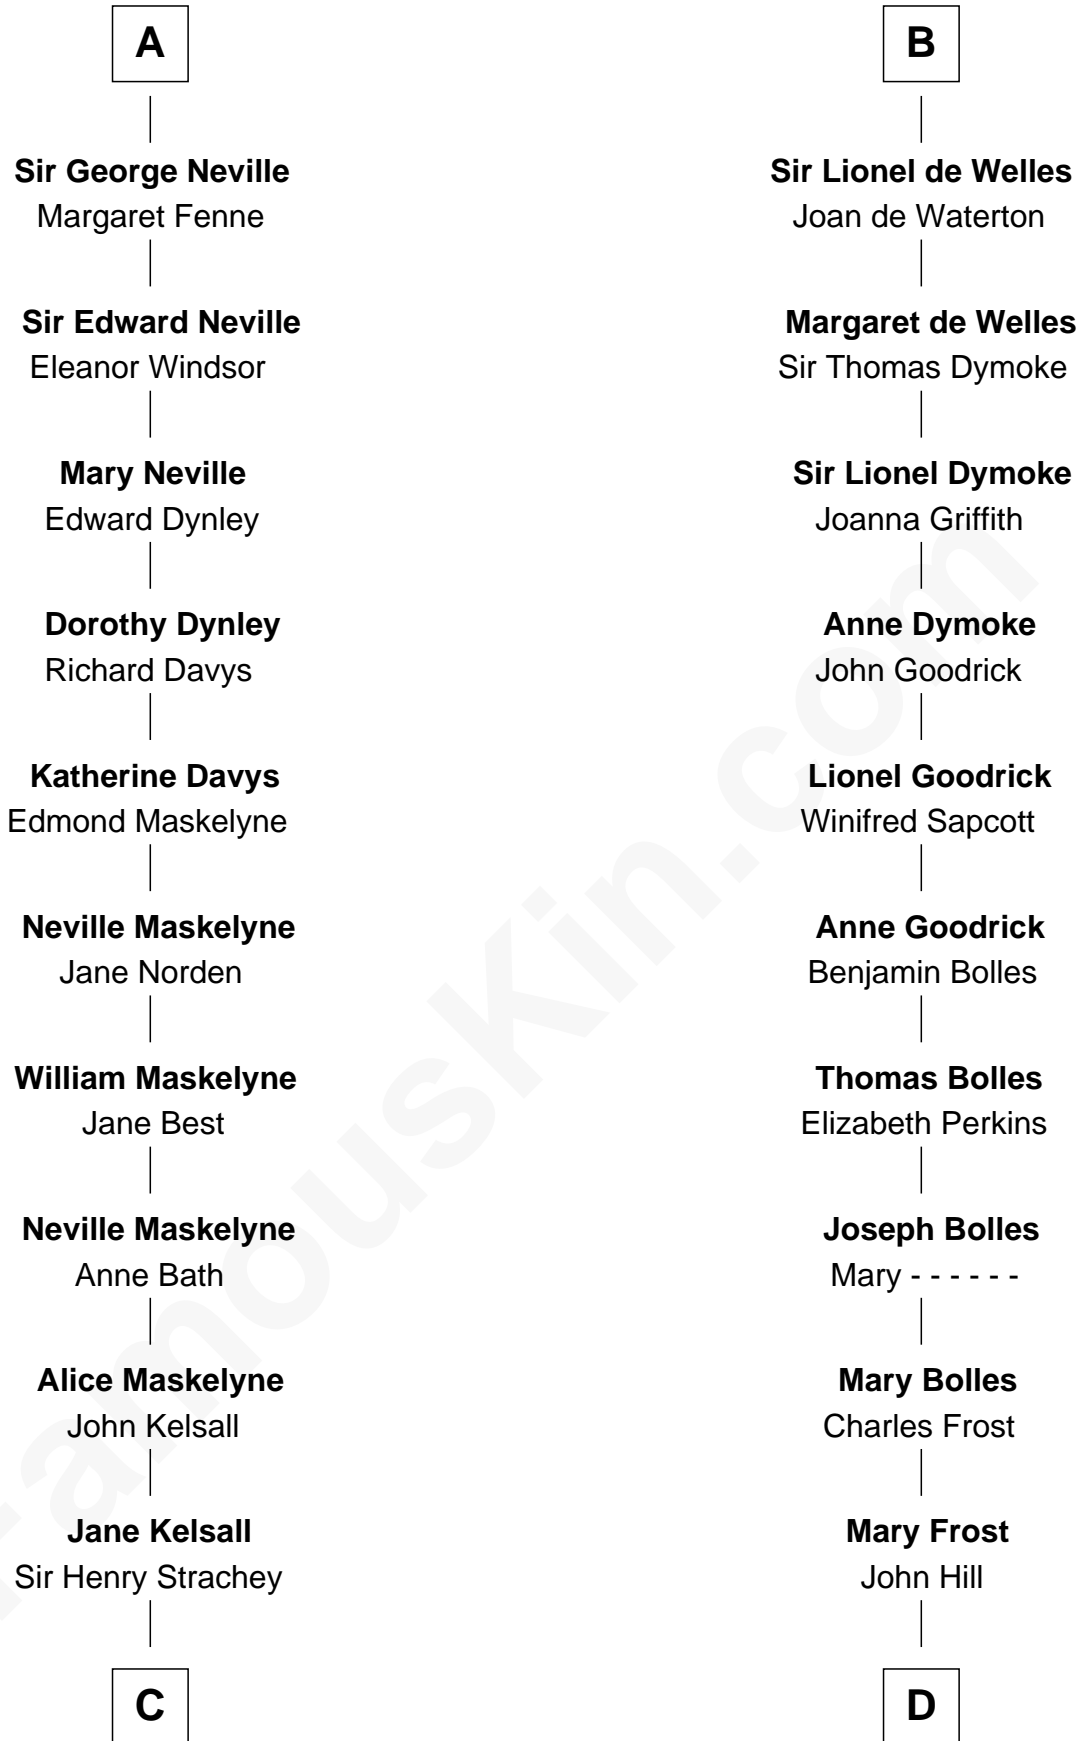 A
Sir George Neville
Margaret Fenne
Sir Edward Neville
Eleanor Windsor
Mary Neville
Edward Dynley
Dorothy Dynley
Richard Davys
Katherine Davys
Edmond Maskelyne
Neville Maskelyne
Jane Norden
William Maskelyne
Jane Best
Neville Maskelyne
Anne Bath
Alice Maskelyne
John Kelsall
Jane Kelsall
Sir Henry Strachey
C
B
Sir Lionel de Welles
Joan de Waterton
Margaret de Welles
Sir Thomas Dymoke
Sir Lionel Dymoke
Joanna Griffith
Anne Dymoke
John Goodrick
Lionel Goodrick
Winifred Sapcott
Anne Goodrick
Benjamin Bolles
Thomas Bolles
Elizabeth Perkins
Joseph Bolles
Mary - - - - - -
Mary Bolles
Charles Frost
Mary Frost
John Hill
D
FamousKin.com